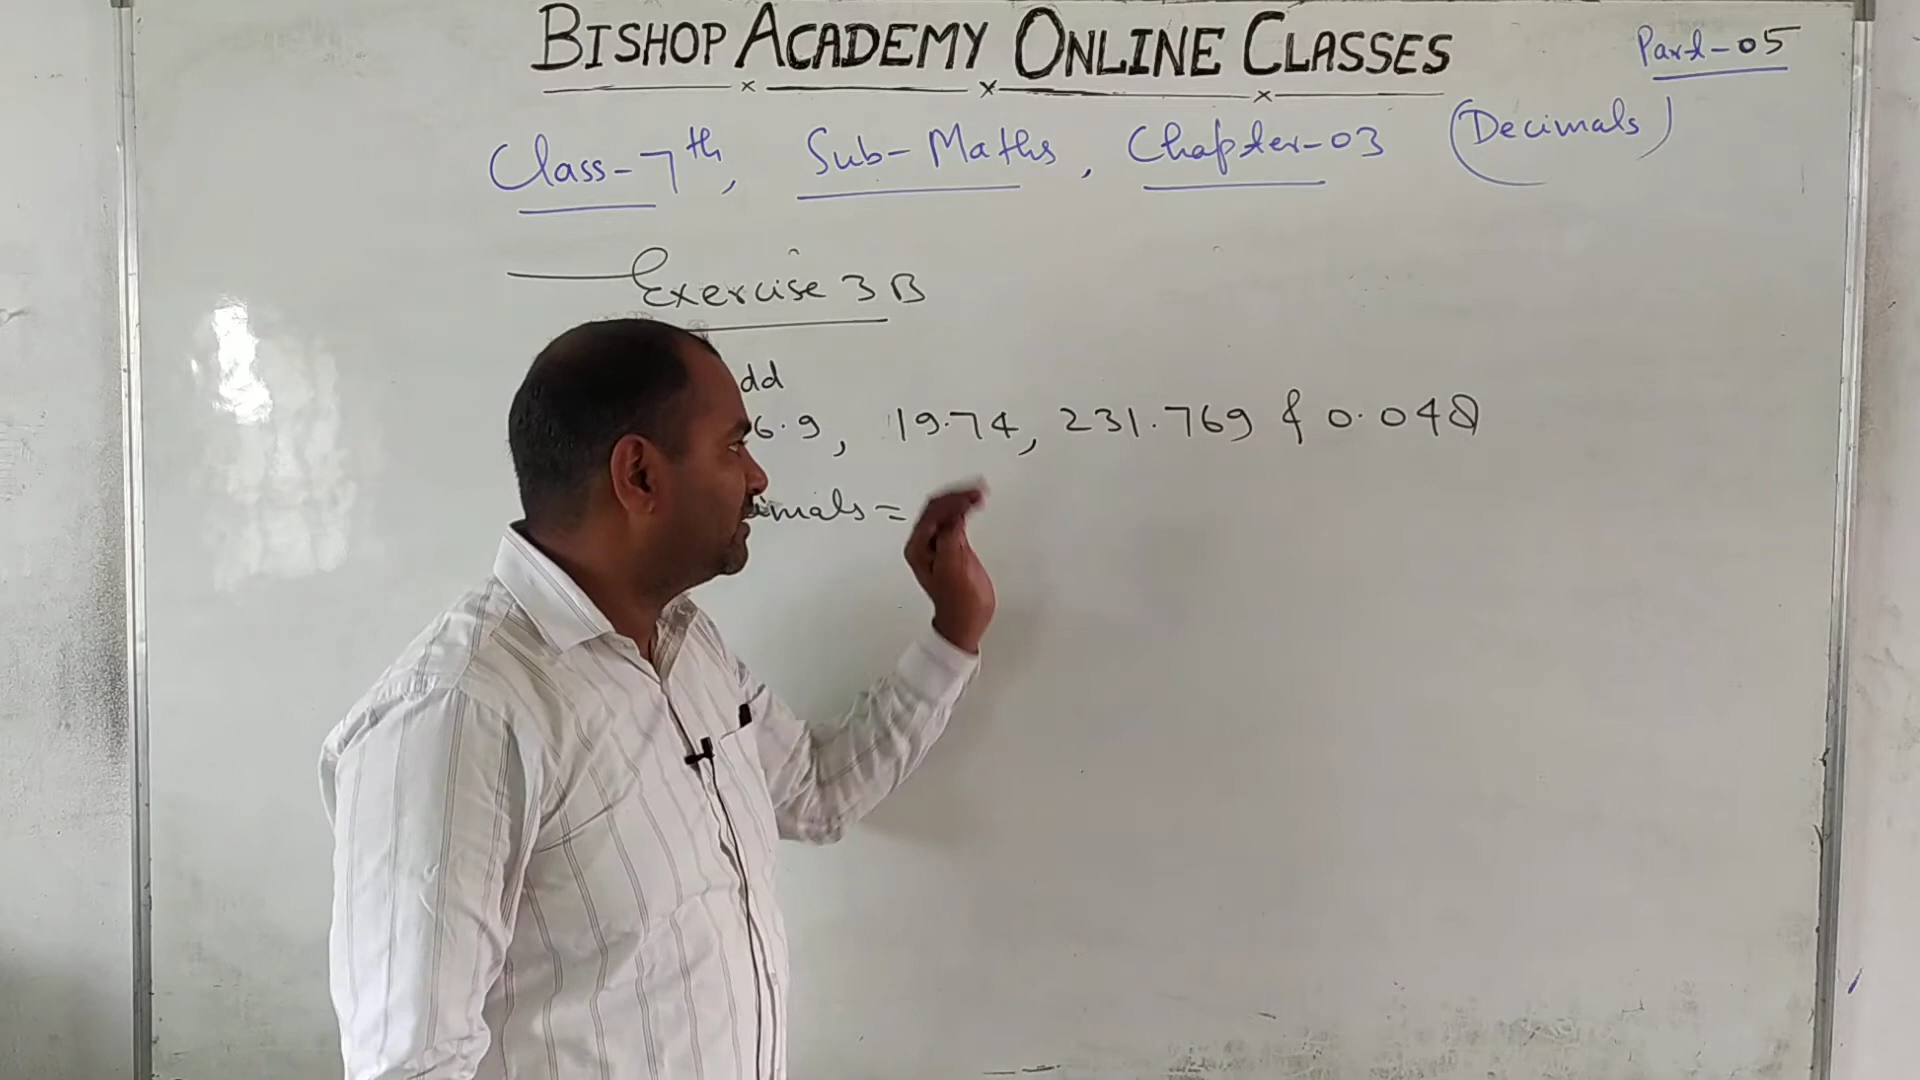 BISHOP ACADEMY ONLINE CLASSES
Part-05
Class-7th, Sub-Maths, Chapter-03 (Decimals)
Exercise 3B
dd
6.9, 19.74, 231.769 & 0.048
imals =